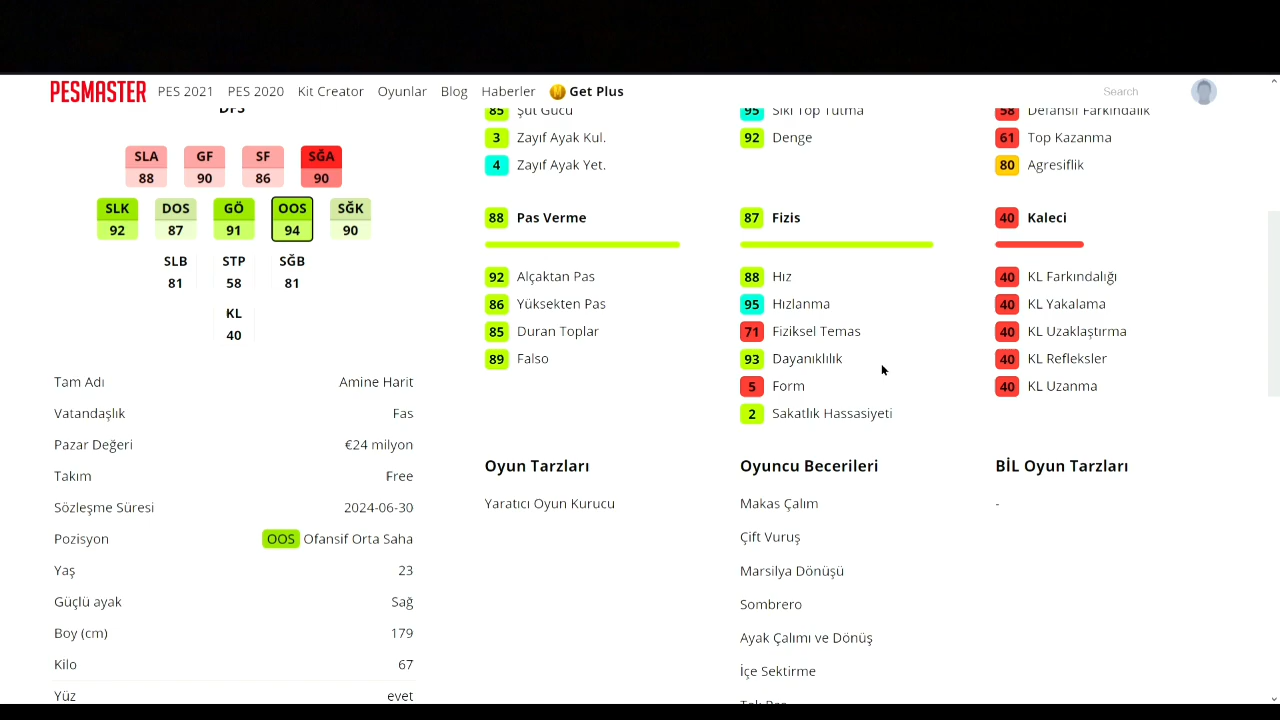 PESMASTER PES 2021 PES 2020 Kit Creator Oyunlar Blog Haberler Get Plus Search
DFS
SLA GF SF SĞA
88 90 86 90
SLK DOS GÖ OOS SĞK
92 87 91 94 90
SLB STP SĞB
81 58 81
KL
40
Tam Adı Amine Harit
Vatandaşlık Fas
Pazar Değeri €24 milyon
Takım Free
Sözleşme Süresi 2024-06-30
Pozisyon OOS Ofansif Orta Saha
Yaş 23
Güçlü ayak Sağ
Boy (cm) 179
Kilo 67
Yüz evet
85 Şut Gücü
3 Zayıf Ayak Kul.
4 Zayıf Ayak Yet.
95 Sıkı Top Tutma
92 Denge
58 Defansif Farkındalık
61 Top Kazanma
80 Agresiflik
88 Pas Verme
92 Alçaktan Pas
86 Yüksekten Pas
85 Duran Toplar
89 Falso
87 Fizis
88 Hız
95 Hızlanma
71 Fiziksel Temas
93 Dayanıklılık
5 Form
2 Sakatlık Hassasiyeti
40 Kaleci
40 KL Farkındalığı
40 KL Yakalama
40 KL Uzaklaştırma
40 KL Refleksler
40 KL Uzanma
Oyun Tarzları
Yaratıcı Oyun Kurucu
Oyuncu Becerileri
Makas Çalım
Çift Vuruş
Marsilya Dönüşü
Sombrero
Ayak Çalımı ve Dönüş
İçe Sektirme
BİL Oyun Tarzları
-